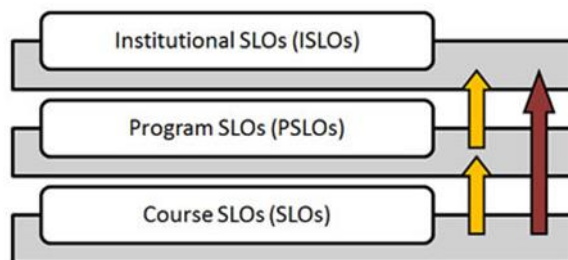 Institutional SLOs (ISLOs)
Program SLOs (PSLOs)
Course SLOs (SLOs)